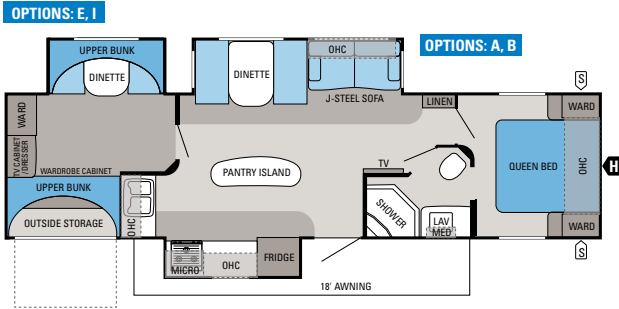 OPTIONS: E, I
UPPER BUNK
DINETTE
DINETTE
OHC
OPTIONS: A, B
J-STEEL SOFA
LINEN
S
WARD
WARD
TV CABINET
/DRESSER
WARDROBE CABINET
UPPER BUNK
OUTSIDE STORAGE
OHC
PANTRY ISLAND
TV
SHOWER
LAV
MED
QUEEN BED
OHC
H
WARD
S
MICRO
OHC
FRIDGE
18' AWNING